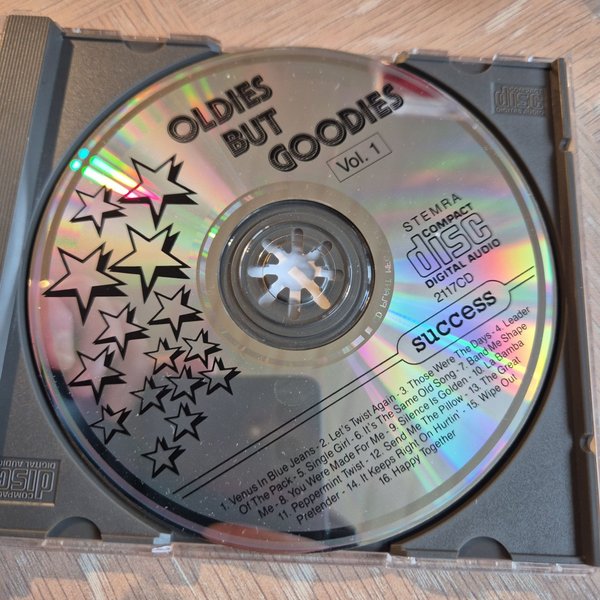 OLDIES
BUT
GOODIES
Vol. 1
STEMRA
COMPACT
disc
DIGITAL AUDIO
2117CD
success
1. Venus in Blue Jeans - 2. Let's Twist Again - 3. Those Were The Days - 4. Leader
Of The Pack - 5. Single Girl - 6. It's The Same Old Song - 7. Band Me Shape
Me - 8. You Were Made For Me - 9. Silence Is Golden - 10. La Bamba
11. Peppermint Twist - 12. Send Me The Pillow - 13. The Great
Pretender - 14. It Keeps Right On Hurtin' - 15. Wipe Out
16. Happy Together
COMPACT
disc
DIGITAL AUDIO
COMPACT
disc
DIGITAL AUDIO